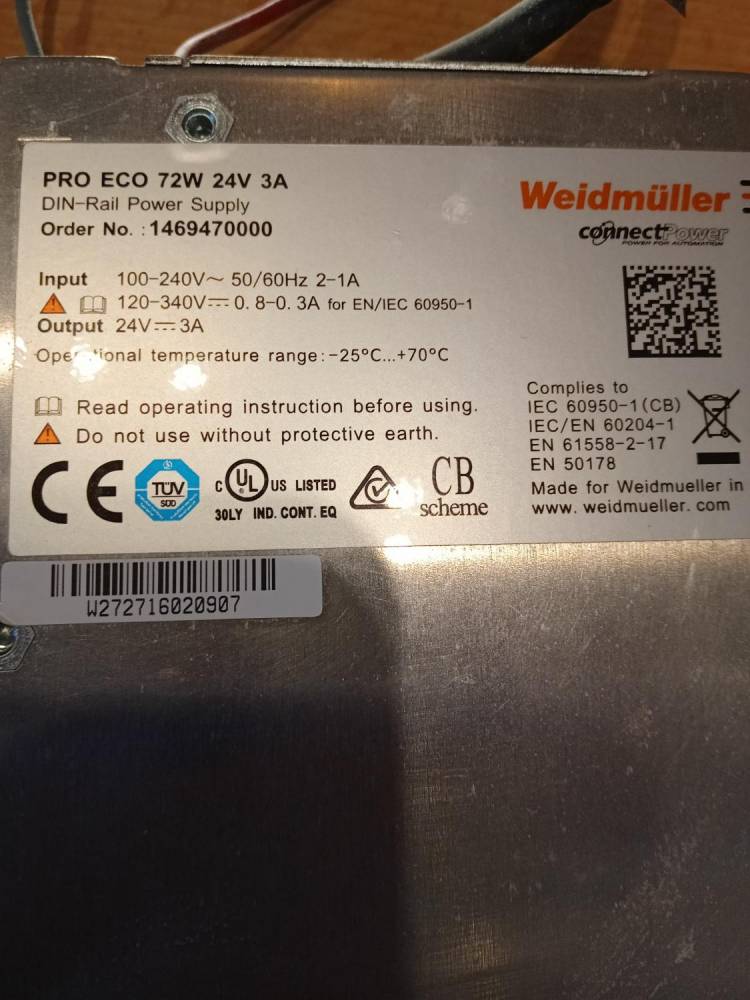 PRO ECO 72W 24V 3A
DIN-Rail Power Supply
Order No. : 1469470000
Weidmüller
connectPower
POWER FOR AUTOMATION
Input 100-240V~ 50/60Hz 2-1A
120-340V⎓ 0.8-0.3A for EN/IEC 60950-1
Output 24V⎓ 3A
Operational temperature range: -25°C...+70°C
Read operating instruction before using.
Do not use without protective earth.
Complies to
IEC 60950-1(CB)
IEC/EN 60204-1
EN 61558-2-17
EN 50178
Made for Weidmueller in
www.weidmueller.com
CE
TÜV
SÜD
C UL US LISTED
30LY IND. CONT. EQ
CB
scheme
W272716020907